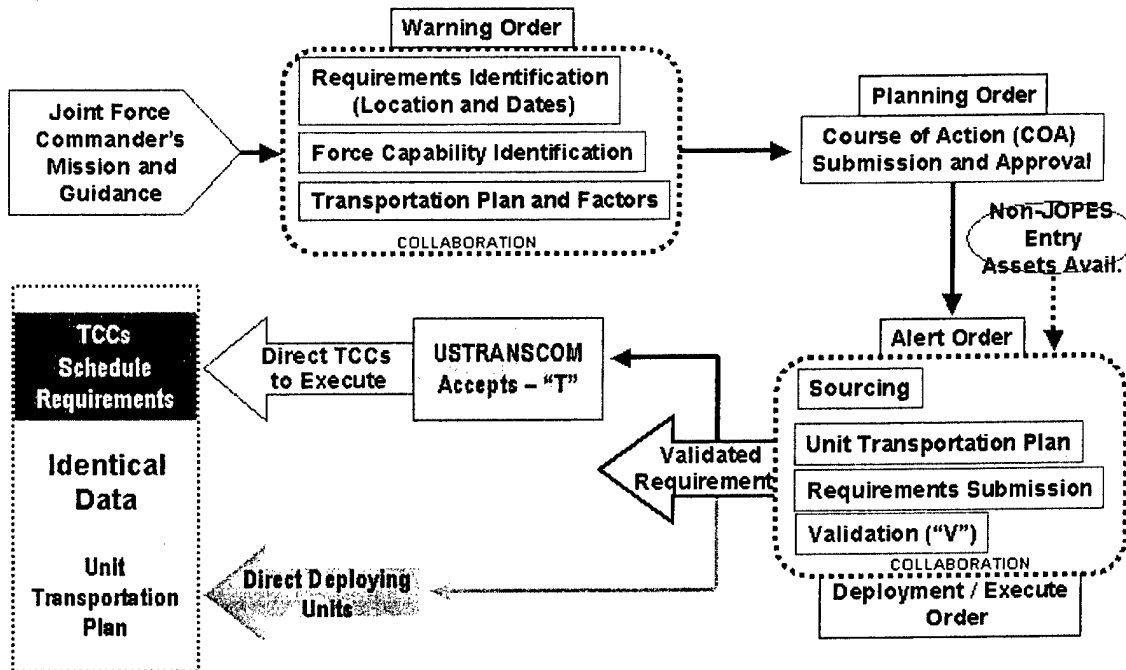 Warning Order
Requirements Identification
(Location and Dates)
Force Capability Identification
Transportation Plan and Factors
COLLABORATION
Joint Force
Commander's
Mission and
Guidance
Planning Order
Course of Action (COA)
Submission and Approval
Non-JOPES
Entry
Assets Avail.
Alert Order
Sourcing
Unit Transportation Plan
Requirements Submission
Validation ("V")
COLLABORATION
Deployment / Execute
Order
Validated
Requirement
USTRANSCOM
Accepts – "T"
Direct TCCs
to Execute
TCCs
Schedule
Requirements
Identical
Data
Unit
Transportation
Plan
Direct Deploying
Units